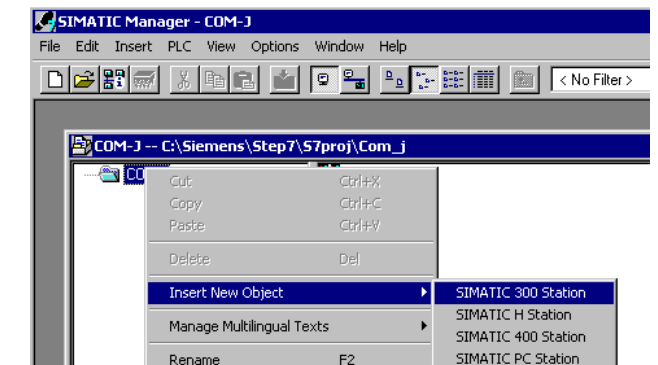 SIMATIC Manager - COM-J
File Edit Insert PLC View Options Window Help
< No Filter >
COM-J -- C:\Siemens\Step7\S7proj\Com_j
CO
Cut Ctrl+X
Copy Ctrl+C
Paste Ctrl+V
Delete Del
Insert New Object SIMATIC 300 Station
SIMATIC H Station
Manage Multilingual Texts
SIMATIC 400 Station
Rename F2 SIMATIC PC Station